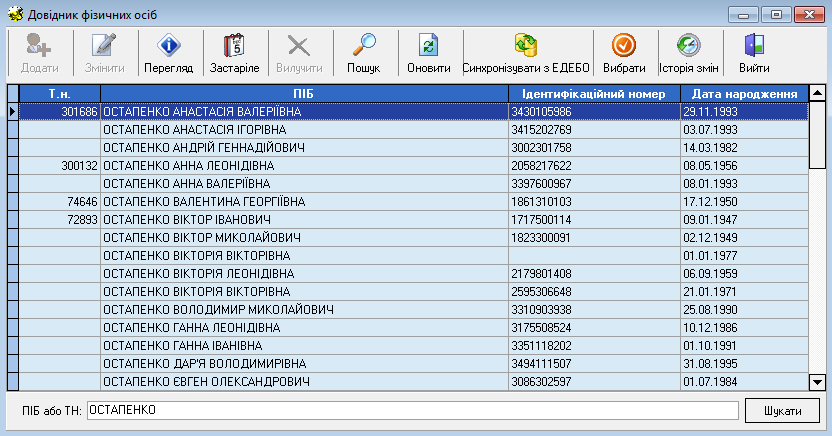 Довідник фізичних осіб
Додати Змінити Перегляд Застаріле Вилучити Пошук Оновити Синхронізувати з ЕДЕБО Вибрати Історія змін Вийти
Т.н. ПІБ Ідентифікаційний номер Дата народження
301686 ОСТАПЕНКО АНАСТАСІЯ ВАЛЕРІЇВНА 3430105986 29.11.1993
ОСТАПЕНКО АНАСТАСІЯ ІГОРІВНА 3415202769 03.07.1993
ОСТАПЕНКО АНДРІЙ ГЕННАДІЙОВИЧ 3002301758 14.03.1982
300132 ОСТАПЕНКО АННА ЛЕОНІДІВНА 2058217622 08.05.1956
ОСТАПЕНКО АННА ВАЛЕРІЇВНА 3397600967 08.01.1993
74646 ОСТАПЕНКО ВАЛЕНТИНА ГЕОРГІЇВНА 1861310103 17.12.1950
72893 ОСТАПЕНКО ВІКТОР ІВАНОВИЧ 1717500114 09.01.1947
ОСТАПЕНКО ВІКТОР МИКОЛАЙОВИЧ 1823300091 02.12.1949
ОСТАПЕНКО ВІКТОРІЯ ВІКТОРІВНА 01.01.1977
ОСТАПЕНКО ВІКТОРІЯ ЛЕОНІДІВНА 2179801408 06.09.1959
ОСТАПЕНКО ВІКТОРІЯ ВІКТОРІВНА 2595306648 21.01.1971
ОСТАПЕНКО ВОЛОДИМИР МИКОЛАЙОВИЧ 3310903938 25.08.1990
ОСТАПЕНКО ГАННА ЛЕОНІДІВНА 3175508524 10.12.1986
ОСТАПЕНКО ГАННА ІВАНІВНА 3351118202 01.10.1991
ОСТАПЕНКО ДАР'Я ВОЛОДИМИРІВНА 3494111507 31.08.1995
ОСТАПЕНКО ЄВГЕН ОЛЕКСАНДРОВИЧ 3086302597 01.07.1984
ПІБ або ТН: ОСТАПЕНКО Шукати